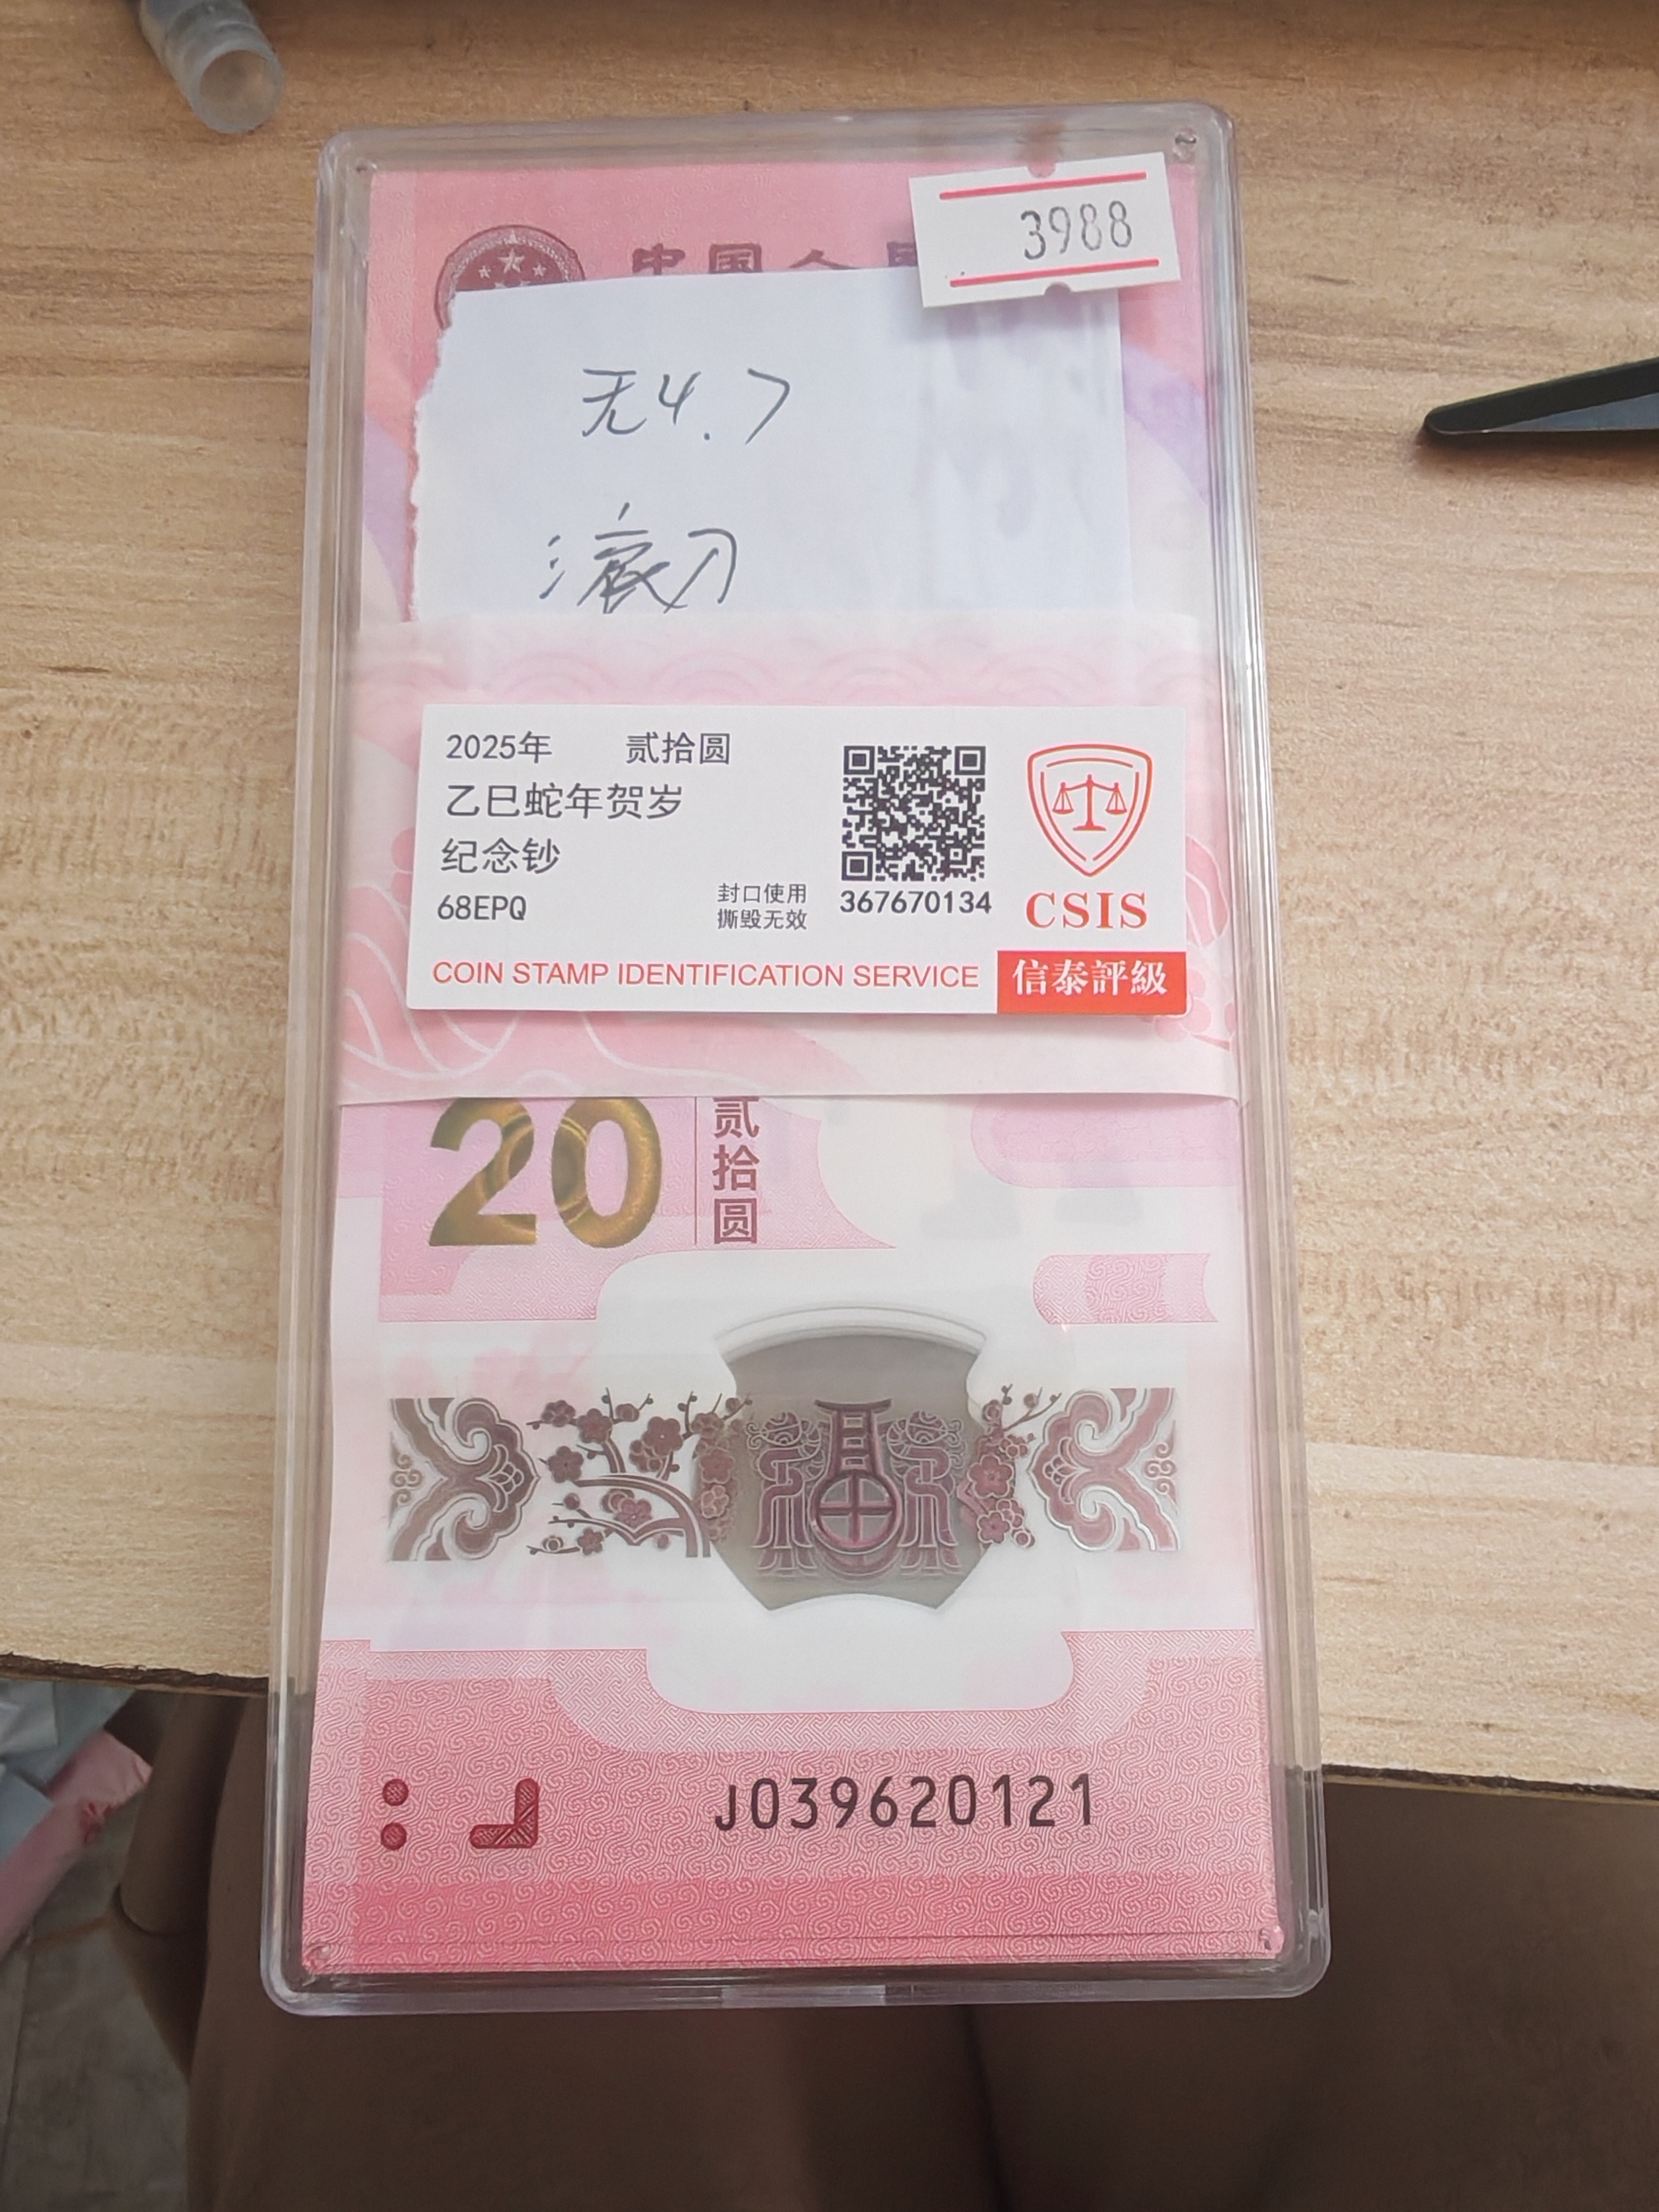 中国人民
3988
无4.7
滚刀
2025年 贰拾圆
乙巳蛇年贺岁
纪念钞
68EPQ
封口使用
撕毁无效
367670134
CSIS
COIN STAMP IDENTIFICATION SERVICE
信泰評級
20
贰拾圆
福
J039620121